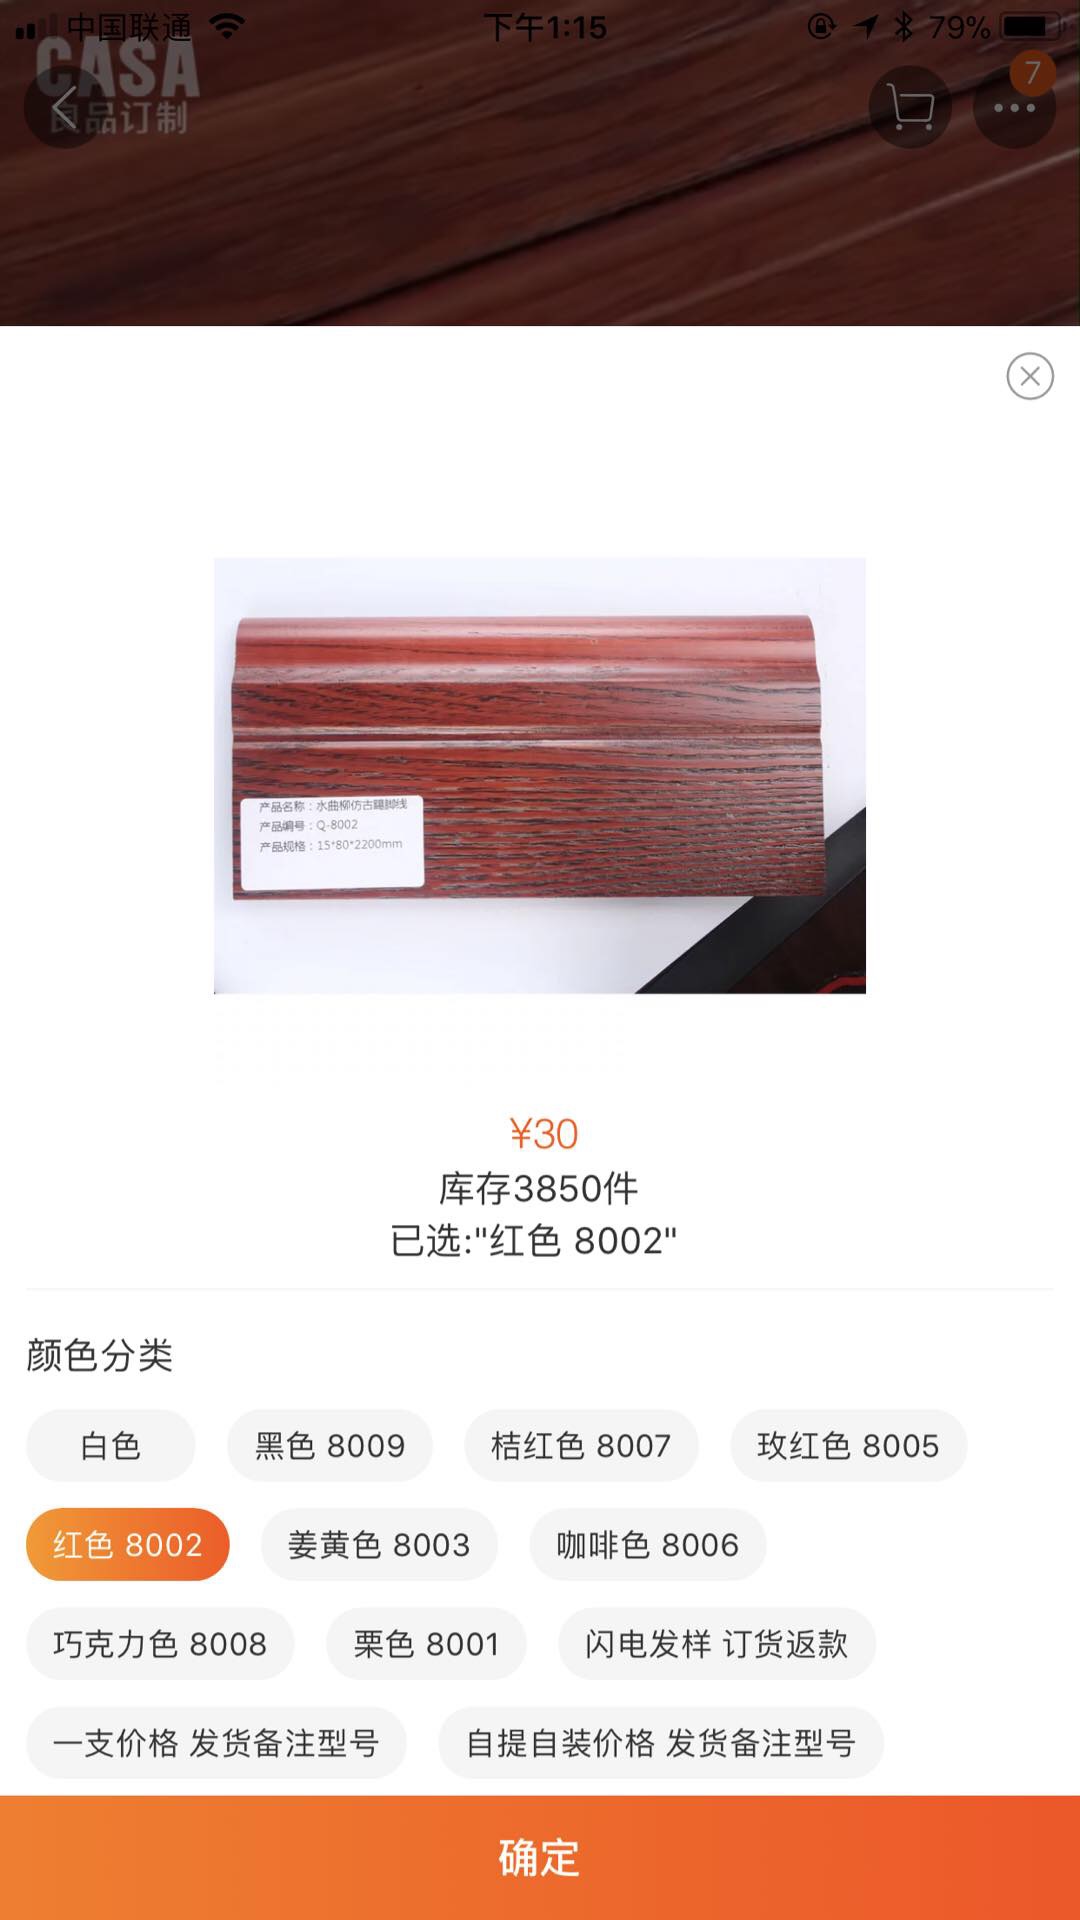 中国联通
下午1:15
79%
CASA
良品订制
7
产品名称：水曲柳仿古踢脚线
产品编号：Q-8002
产品规格：15*80*2200mm
¥30
库存3850件
已选:"红色 8002"
颜色分类
白色
黑色 8009
桔红色 8007
玫红色 8005
红色 8002
姜黄色 8003
咖啡色 8006
巧克力色 8008
栗色 8001
闪电发样 订货返款
一支价格 发货备注型号
自提自装价格 发货备注型号
确定